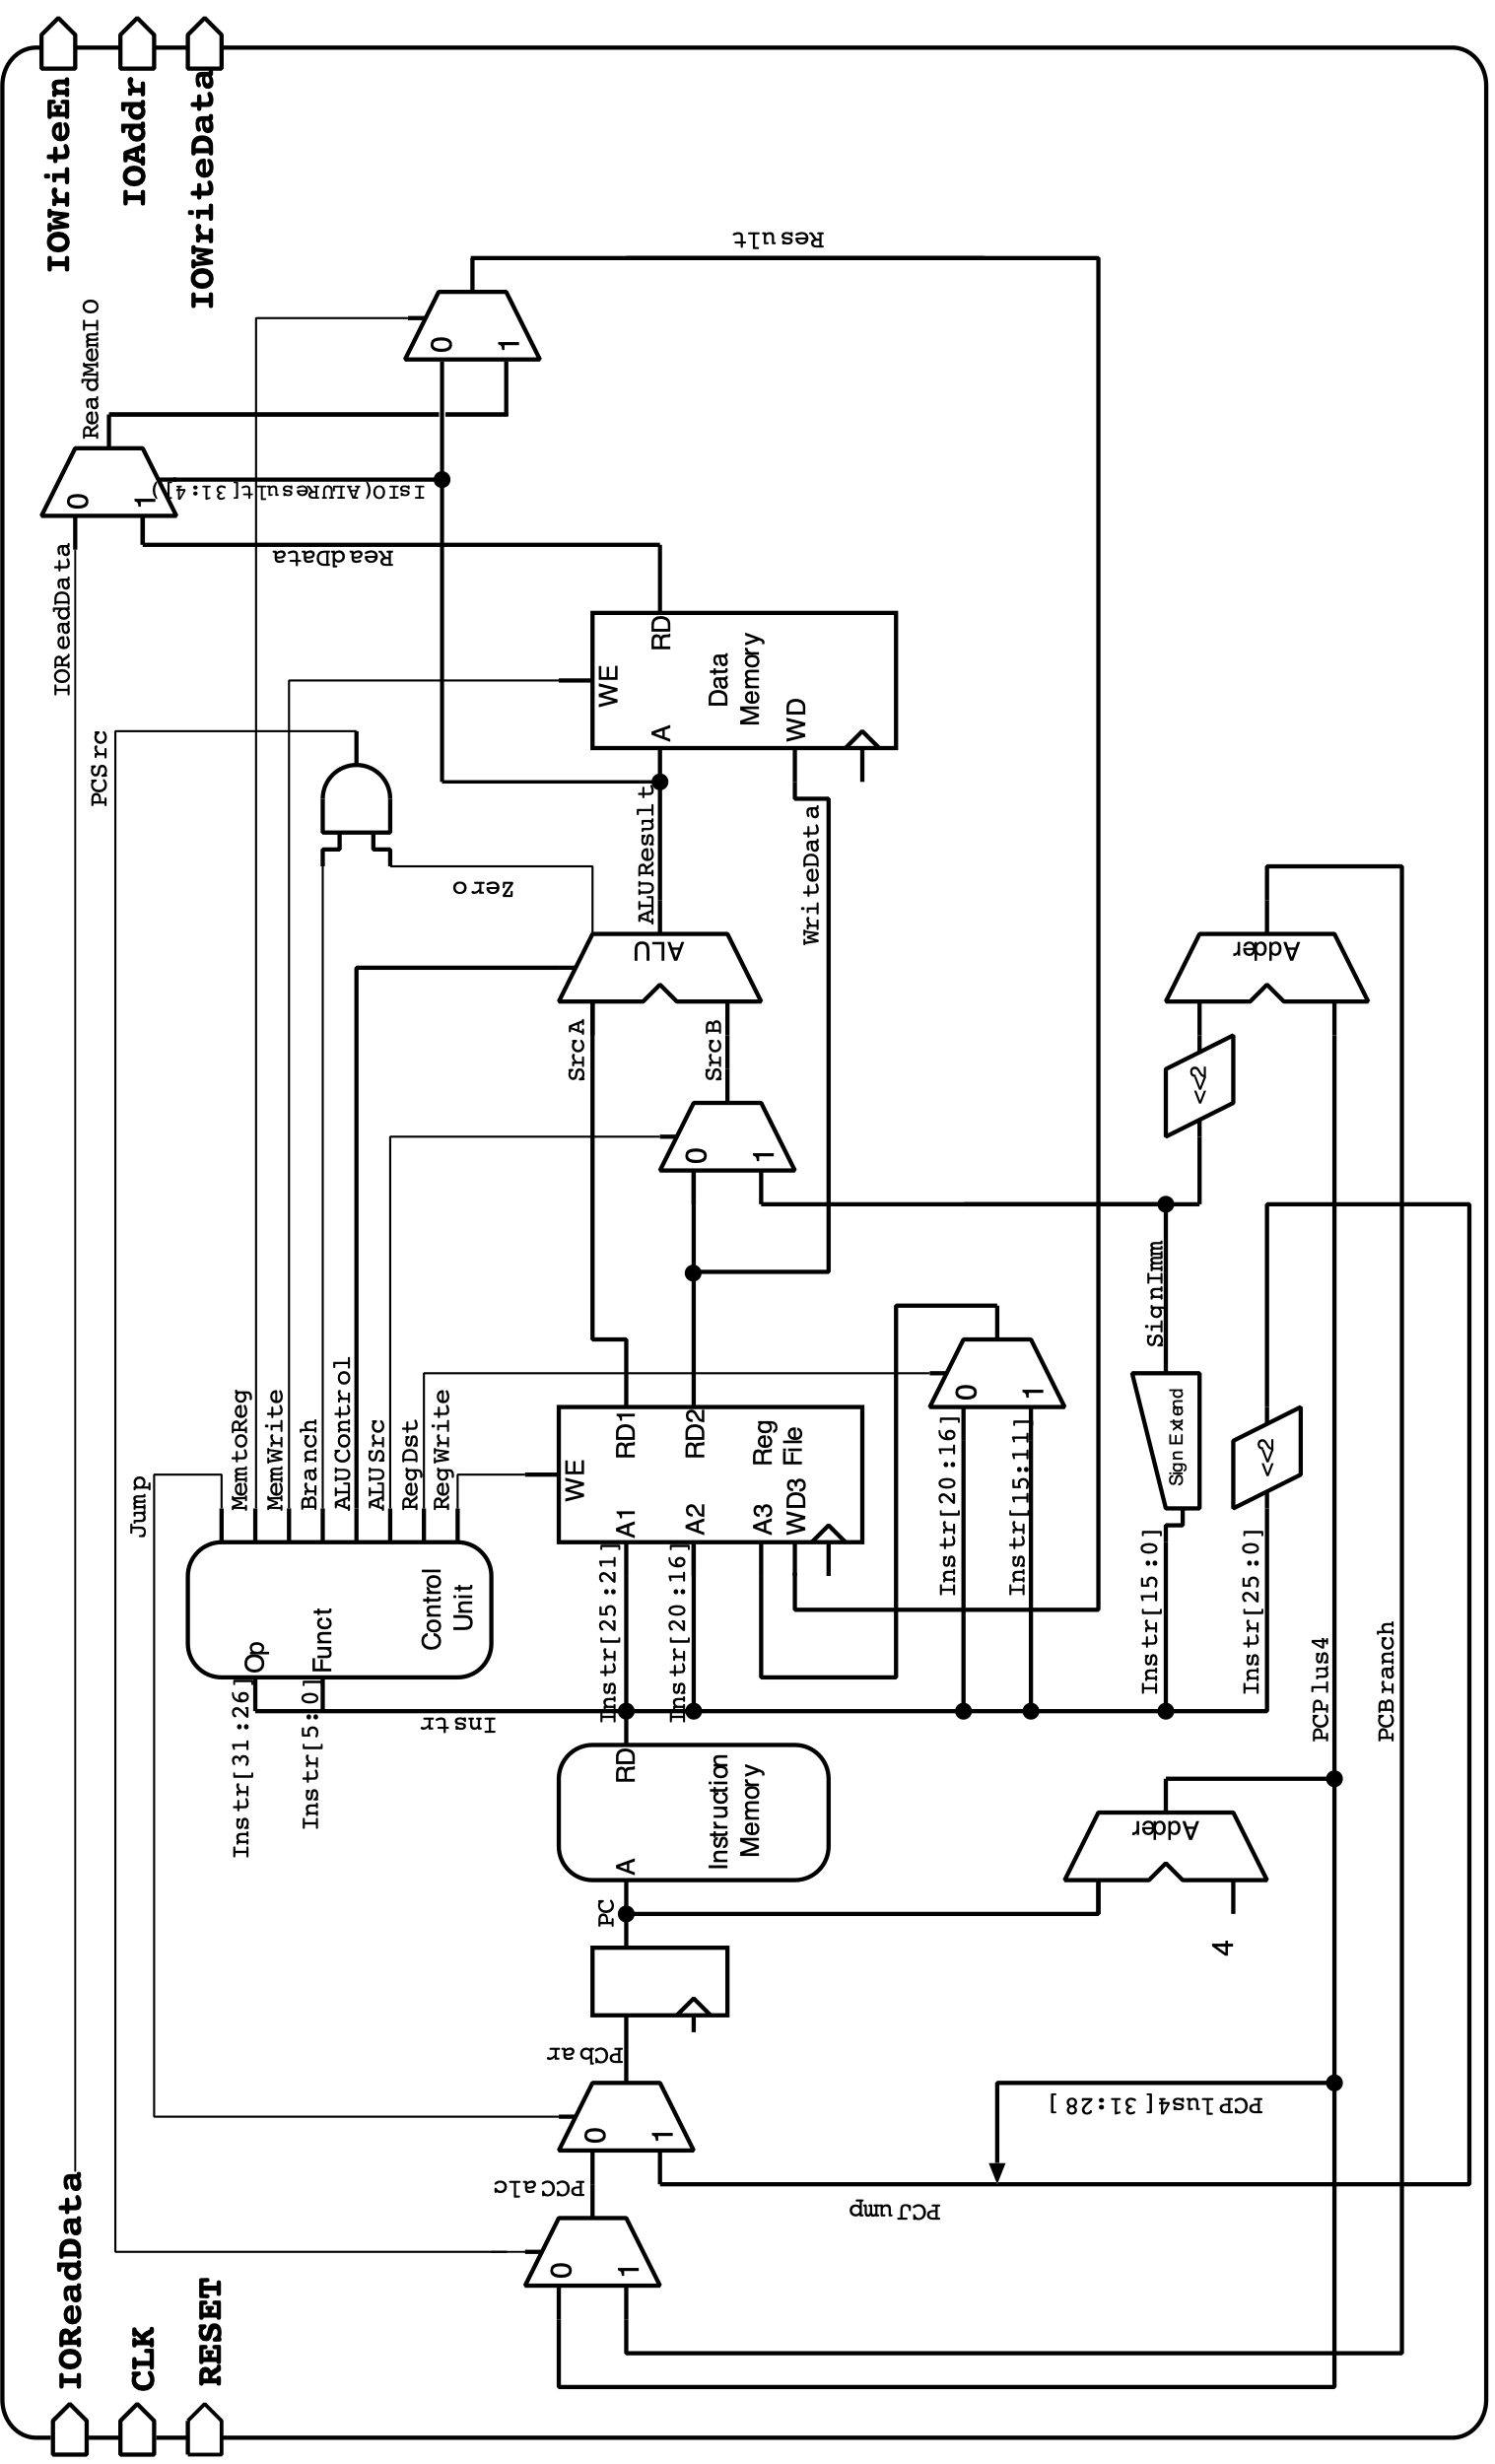 IOReadData
CLK
RESET
IOWriteEn
IOAddr
IOWriteData
IOReadData
ReadMemIO
0
1
IsIO(ALUResult[31:4])
ReadData
PCSrc
Jump
MemtoReg
MemWrite
Branch
ALUControl
ALUSrc
RegDst
RegWrite
Instr[31:26]
Op
Instr[5:0]
Funct
Control
Unit
Instr
Zero
0
1
Result
0
1
PCCalc
0
1
PCbar
PC
A
RD
Instruction
Memory
Instr[25:21]
A1
Instr[20:16]
A2
A3
WD3
WE
RD1
RD2
Reg
File
SrcA
0
1
SrcB
ALU
ALUResult
WriteData
WE
A
RD
Data
Memory
WD
Instr[20:16]
0
Instr[15:11]
1
PCJump
PCPlus4[31:28]
4
Adder
Instr[15:0]
Sign Extend
SignImm
<<2
Adder
Instr[25:0]
<<2
PCPlus4
PCBranch